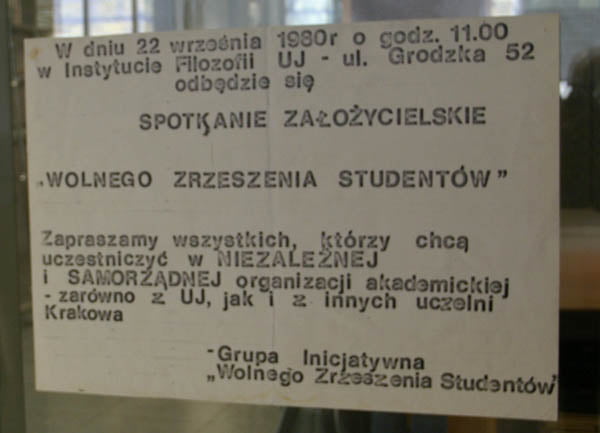 W dniu 22 września 1980r o godz. 11.00
w Instytucie Filozofii UJ - ul. Grodzka 52
odbędzie się
SPOTKANIE ZAŁOŻYCIELSKIE
„WOLNEGO ZRZESZENIA STUDENTÓW”
Zapraszamy wszystkich, którzy chcą
uczestniczyć w NIEZALEŻNEJ
i SAMORZĄDNEJ organizacji akademickiej
- zarówno z UJ, jak i z innych uczelni
Krakowa
- Grupa Inicjatywna
„Wolnego Zrzeszenia Studentów”